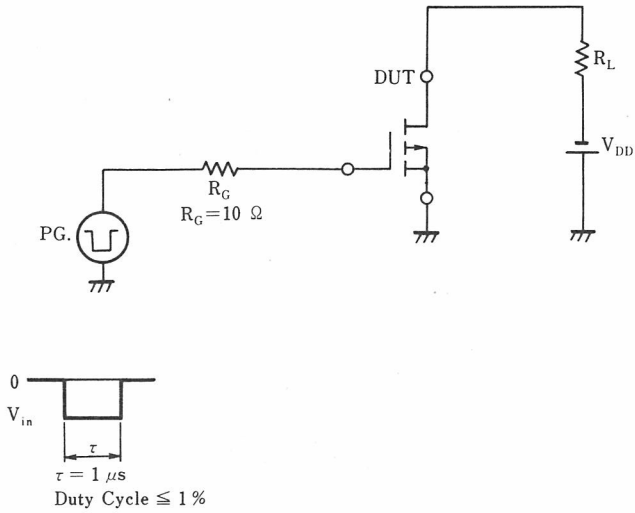 DUT
R_L
V_DD
R_G
R_G=10 Ω
PG.
0
V_in
τ
τ = 1 μs
Duty Cycle ≦ 1%